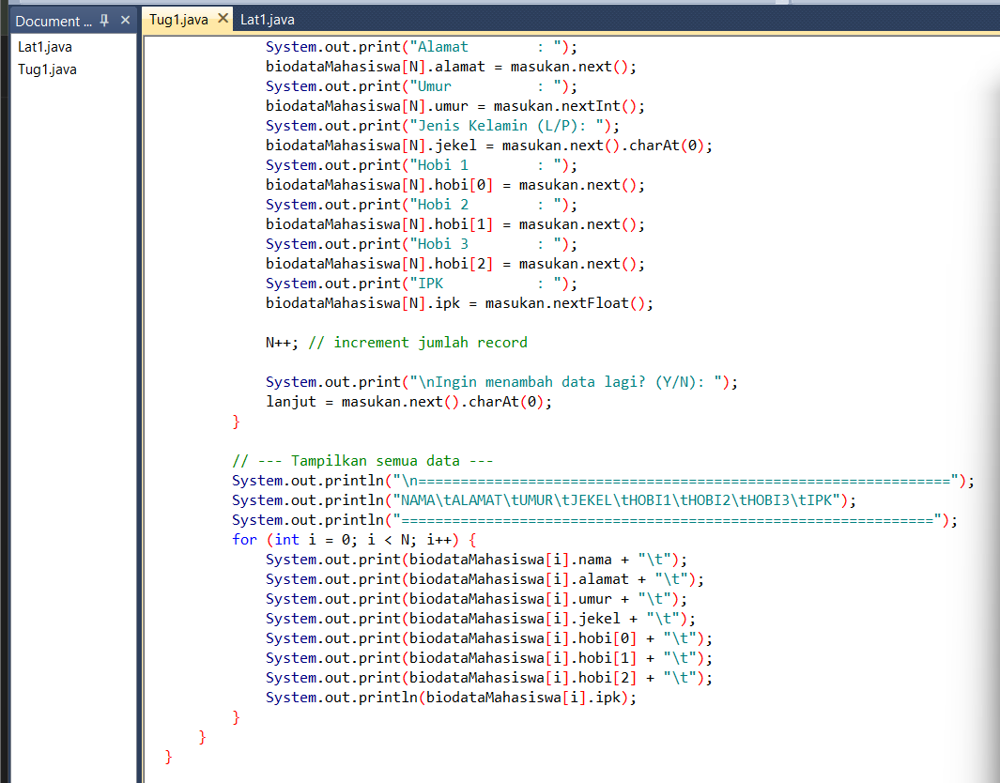 Document ...
Tug1.java Lat1.java
Lat1.java
Tug1.java
            System.out.print("Alamat        : ");
            biodataMahasiswa[N].alamat = masukan.next();
            System.out.print("Umur          : ");
            biodataMahasiswa[N].umur = masukan.nextInt();
            System.out.print("Jenis Kelamin (L/P): ");
            biodataMahasiswa[N].jekel = masukan.next().charAt(0);
            System.out.print("Hobi 1        : ");
            biodataMahasiswa[N].hobi[0] = masukan.next();
            System.out.print("Hobi 2        : ");
            biodataMahasiswa[N].hobi[1] = masukan.next();
            System.out.print("Hobi 3        : ");
            biodataMahasiswa[N].hobi[2] = masukan.next();
            System.out.print("IPK           : ");
            biodataMahasiswa[N].ipk = masukan.nextFloat();

            N++; // increment jumlah record

            System.out.print("\nIngin menambah data lagi? (Y/N): ");
            lanjut = masukan.next().charAt(0);
        }

        // --- Tampilkan semua data ---
        System.out.println("\n===============================================================");
        System.out.println("NAMA\tALAMAT\tUMUR\tJEKEL\tHOBI1\tHOBI2\tHOBI3\tIPK");
        System.out.println("===============================================================");
        for (int i = 0; i < N; i++) {
            System.out.print(biodataMahasiswa[i].nama + "\t");
            System.out.print(biodataMahasiswa[i].alamat + "\t");
            System.out.print(biodataMahasiswa[i].umur + "\t");
            System.out.print(biodataMahasiswa[i].jekel + "\t");
            System.out.print(biodataMahasiswa[i].hobi[0] + "\t");
            System.out.print(biodataMahasiswa[i].hobi[1] + "\t");
            System.out.print(biodataMahasiswa[i].hobi[2] + "\t");
            System.out.println(biodataMahasiswa[i].ipk);
        }
    }
}